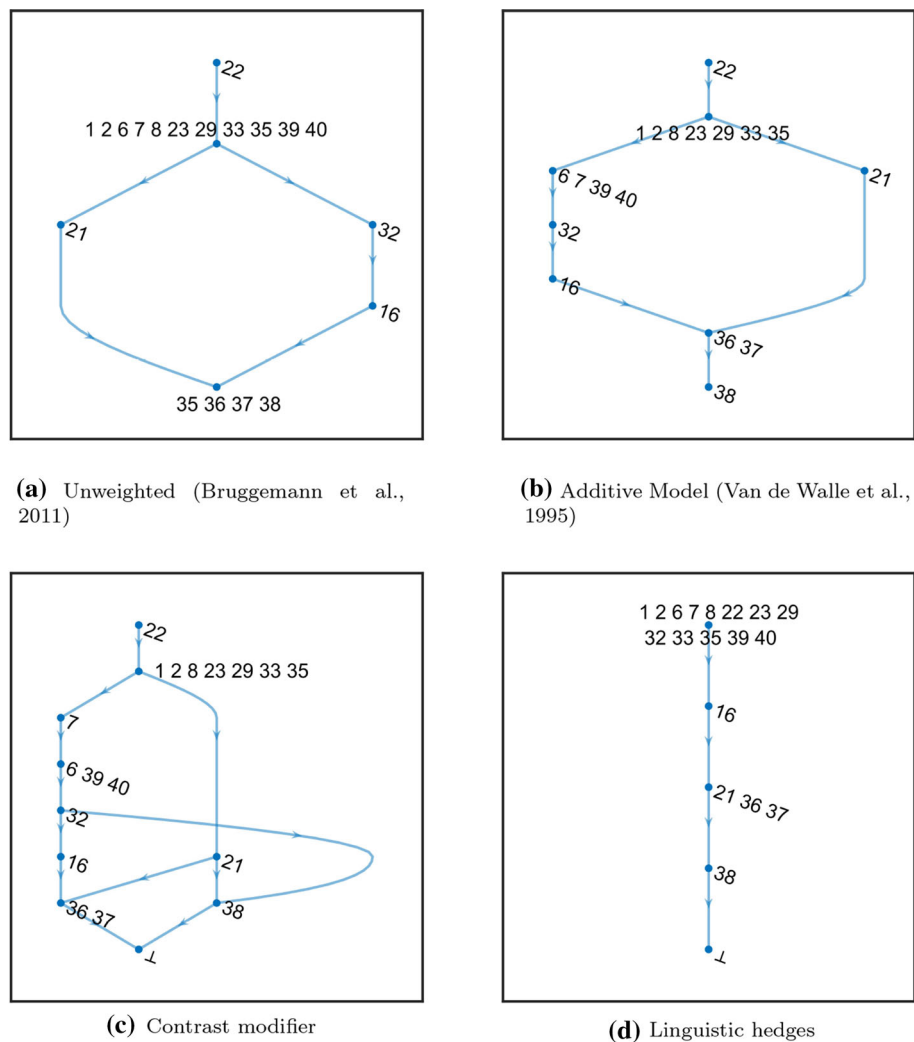 22
1 2 6 7 8 23 29 33 35 39 40
21
32
16
35 36 37 38
(a) Unweighted (Bruggemann et al.,
2011)
22
1 2 8 23 29 33 35
6 7 39 40
21
32
16
36 37
38
(b) Additive Model (Van de Walle et al.,
1995)
22
1 2 8 23 29 33 35
7
6 39 40
32
16
21
36 37
38
⊥
(c) Contrast modifier
1 2 6 7 8 22 23 29
32 33 35 39 40
16
21 36 37
38
⊥
(d) Linguistic hedges